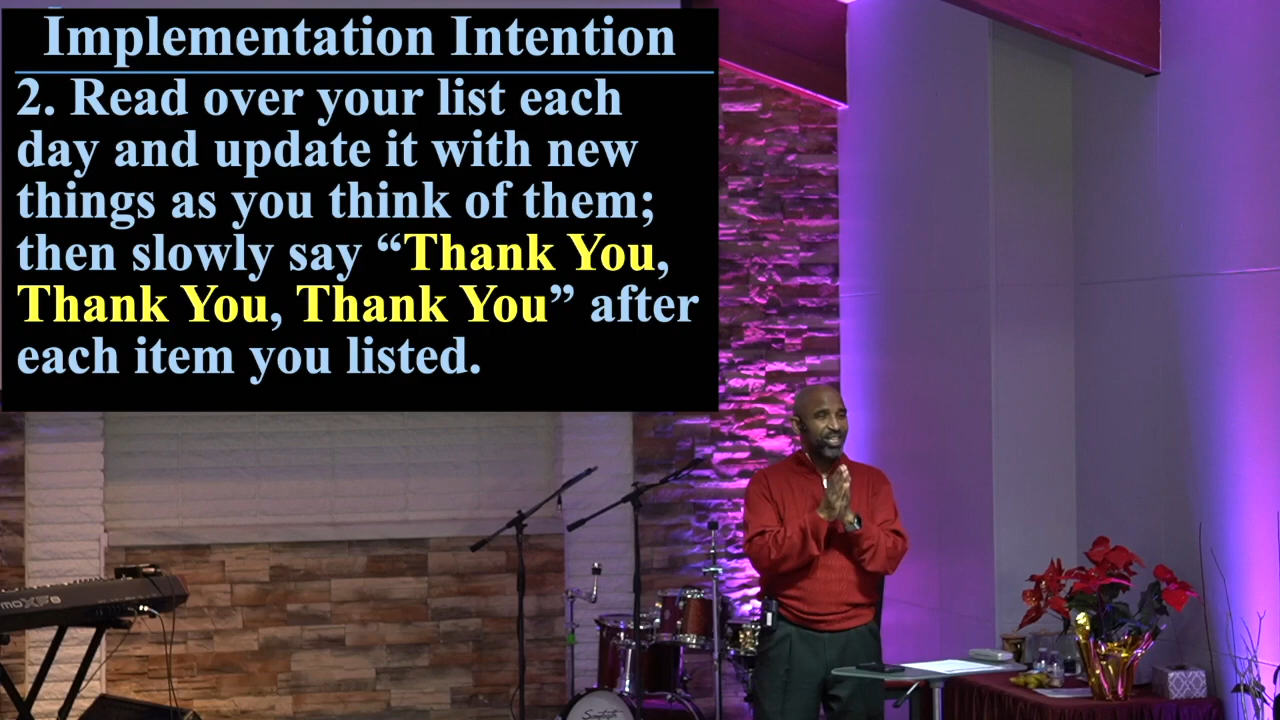 Implementation Intention
2. Read over your list each
day and update it with new
things as you think of them;
then slowly say “Thank You,
Thank You, Thank You” after
each item you listed.
MOXF8